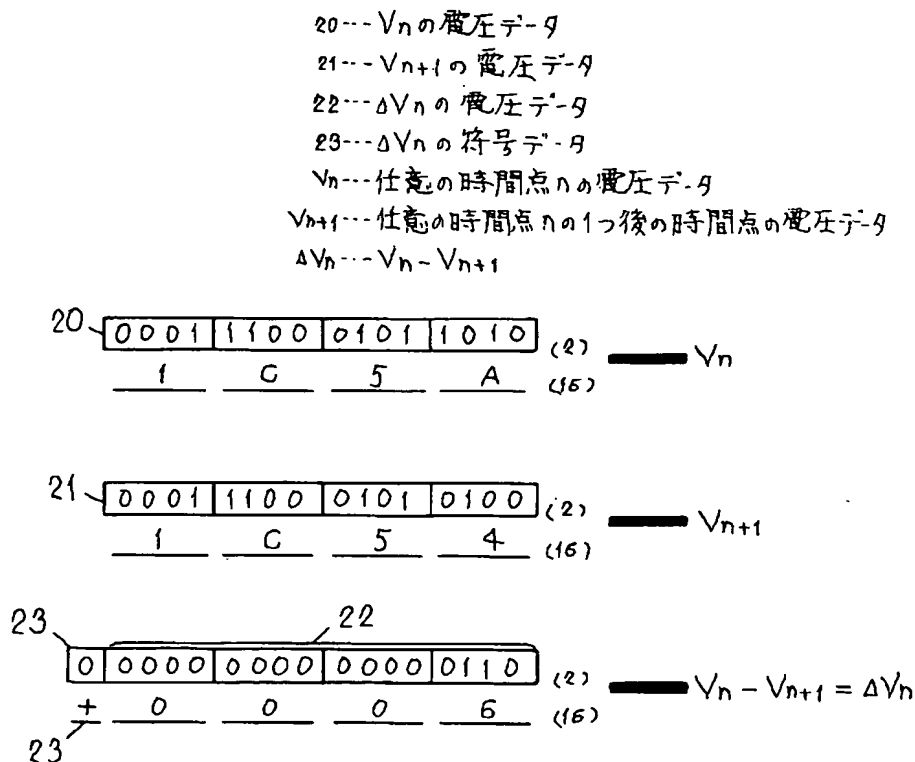 20・・・Vnの電圧データ
21・・・Vn+1の電圧データ
22・・・ΔVnの電圧データ
23・・・ΔVnの符号データ
Vn・・・任意の時間点nの電圧データ
Vn+1・・・任意の時間点nの1つ後の時間点の電圧データ
ΔVn・・・Vn-Vn+1
20 0001 1100 0101 1010 (2) Vn
1 C 5 A (16)
21 0001 1100 0101 0100 (2) Vn+1
1 C 5 4 (16)
23 22
0 0000 0000 0000 0110 (2) Vn-Vn+1=ΔVn
+ 0 0 0 6 (16)
23